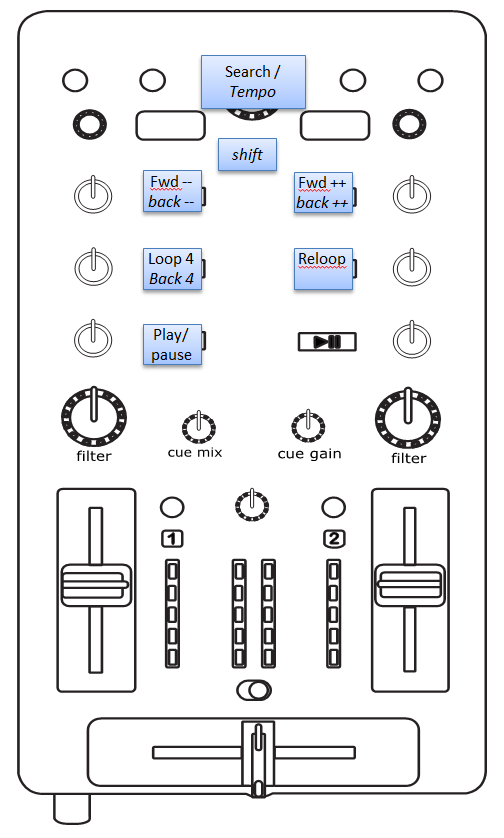 Search /
Tempo
shift
Fwd --
back --
Fwd ++
back ++
Loop 4
Back 4
Reloop
Play/
pause
filter
cue mix
cue gain
filter
1
2